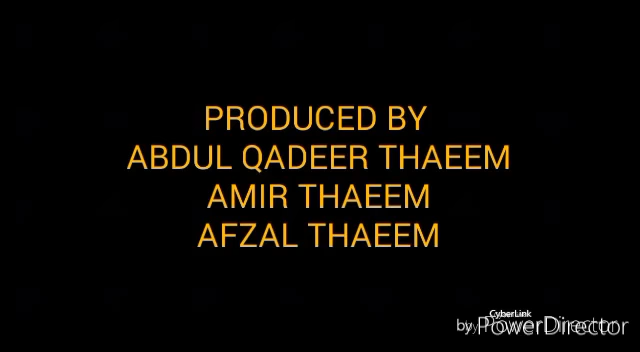 PRODUCED BY
ABDUL QADEER THAEEM
AMIR THAEEM
AFZAL THAEEM
CyberLink
by PowerDirector